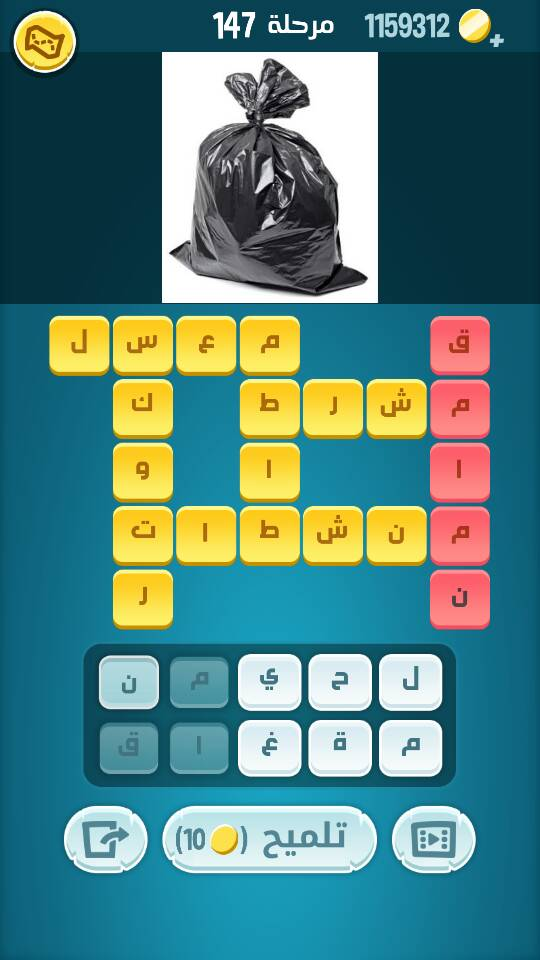 مرحلة 147
1159312
م ع س ل ق
ش ر ط ك م
ا و ا
م ن ش ط ا ت
ن ر
ل ح ي م ن
م ة غ ا ق
تلميح (10)